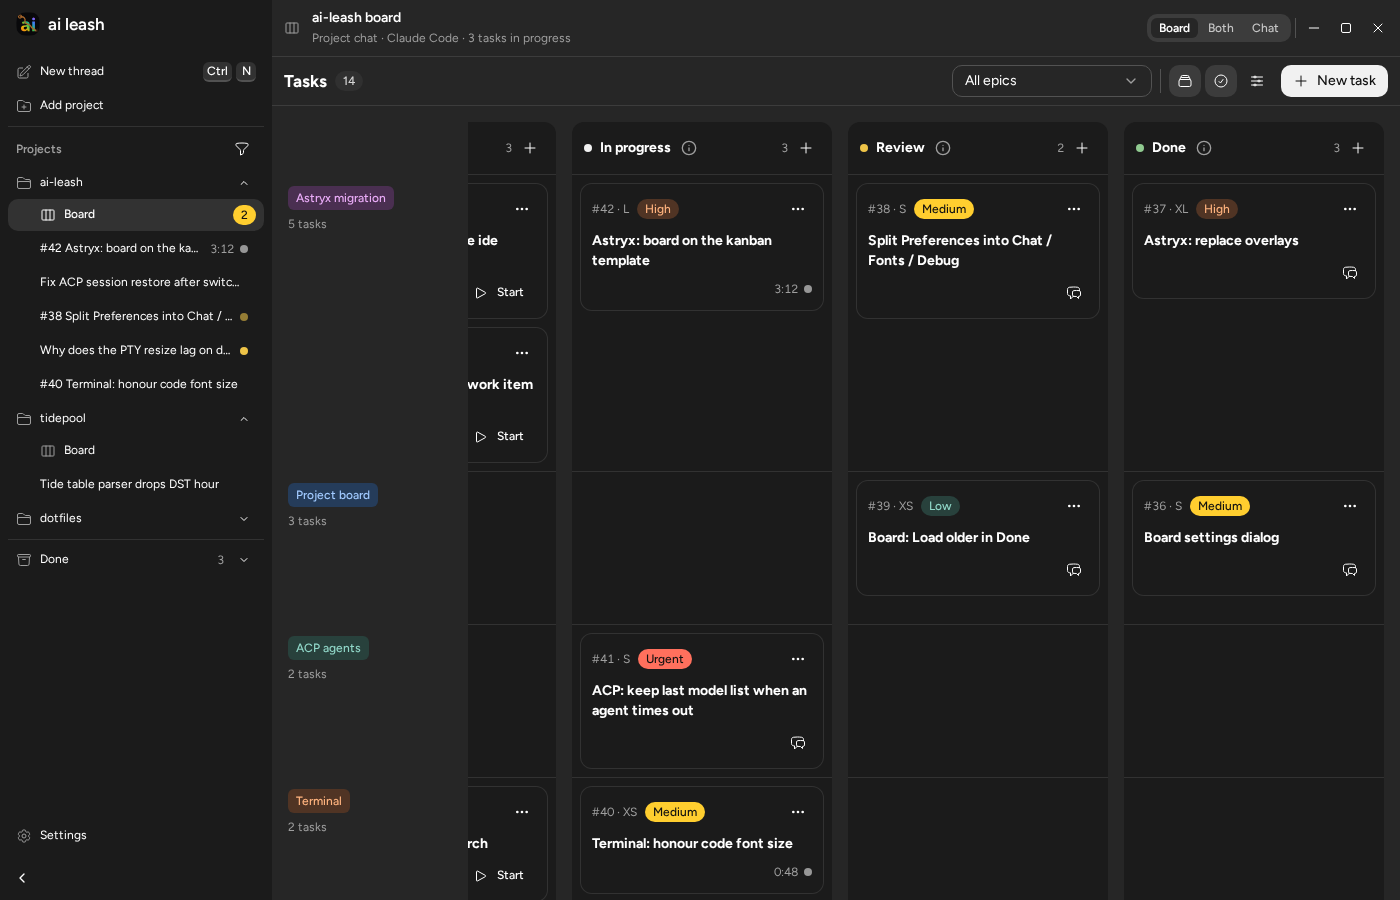 ai leash
New thread Ctrl N
Add project
Projects
ai-leash
Board 2
#42 Astryx: board on the ka... 3:12
Fix ACP session restore after switc...
#38 Split Preferences into Chat / ...
Why does the PTY resize lag on d...
#40 Terminal: honour code font size
tidepool
Board
Tide table parser drops DST hour
dotfiles
Done 3
Settings
ai-leash board
Project chat · Claude Code · 3 tasks in progress
Board Both Chat
Tasks 14
All epics
New task
3
In progress 3
Review 2
Done 3
Astryx migration
5 tasks
e ide
Start
work item
Start
#42 · L High
Astryx: board on the kanban
template
3:12
#38 · S Medium
Split Preferences into Chat /
Fonts / Debug
#37 · XL High
Astryx: replace overlays
Project board
3 tasks
#39 · XS Low
Board: Load older in Done
#36 · S Medium
Board settings dialog
ACP agents
2 tasks
#41 · S Urgent
ACP: keep last model list when an
agent times out
Terminal
2 tasks
rch
Start
#40 · XS Medium
Terminal: honour code font size
0:48